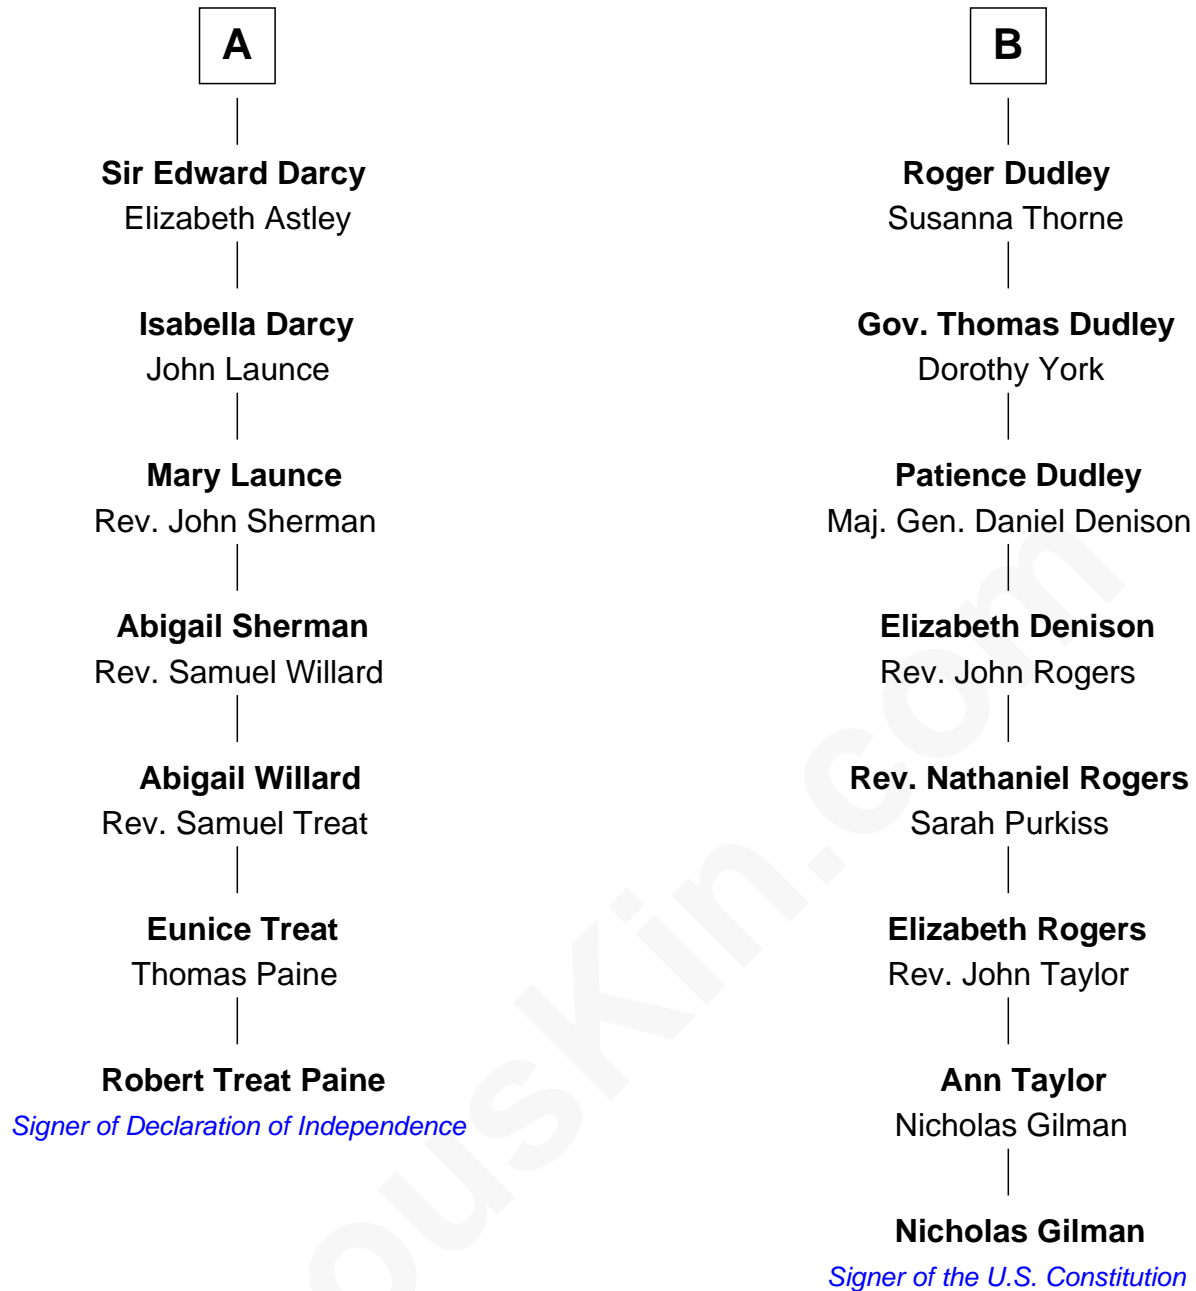 A
Sir Edward Darcy
Elizabeth Astley
Isabella Darcy
John Launce
Mary Launce
Rev. John Sherman
Abigail Sherman
Rev. Samuel Willard
Abigail Willard
Rev. Samuel Treat
Eunice Treat
Thomas Paine
Robert Treat Paine
Signer of Declaration of Independence
B
Roger Dudley
Susanna Thorne
Gov. Thomas Dudley
Dorothy York
Patience Dudley
Maj. Gen. Daniel Denison
Elizabeth Denison
Rev. John Rogers
Rev. Nathaniel Rogers
Sarah Purkiss
Elizabeth Rogers
Rev. John Taylor
Ann Taylor
Nicholas Gilman
Nicholas Gilman
Signer of the U.S. Constitution
ousKin.com